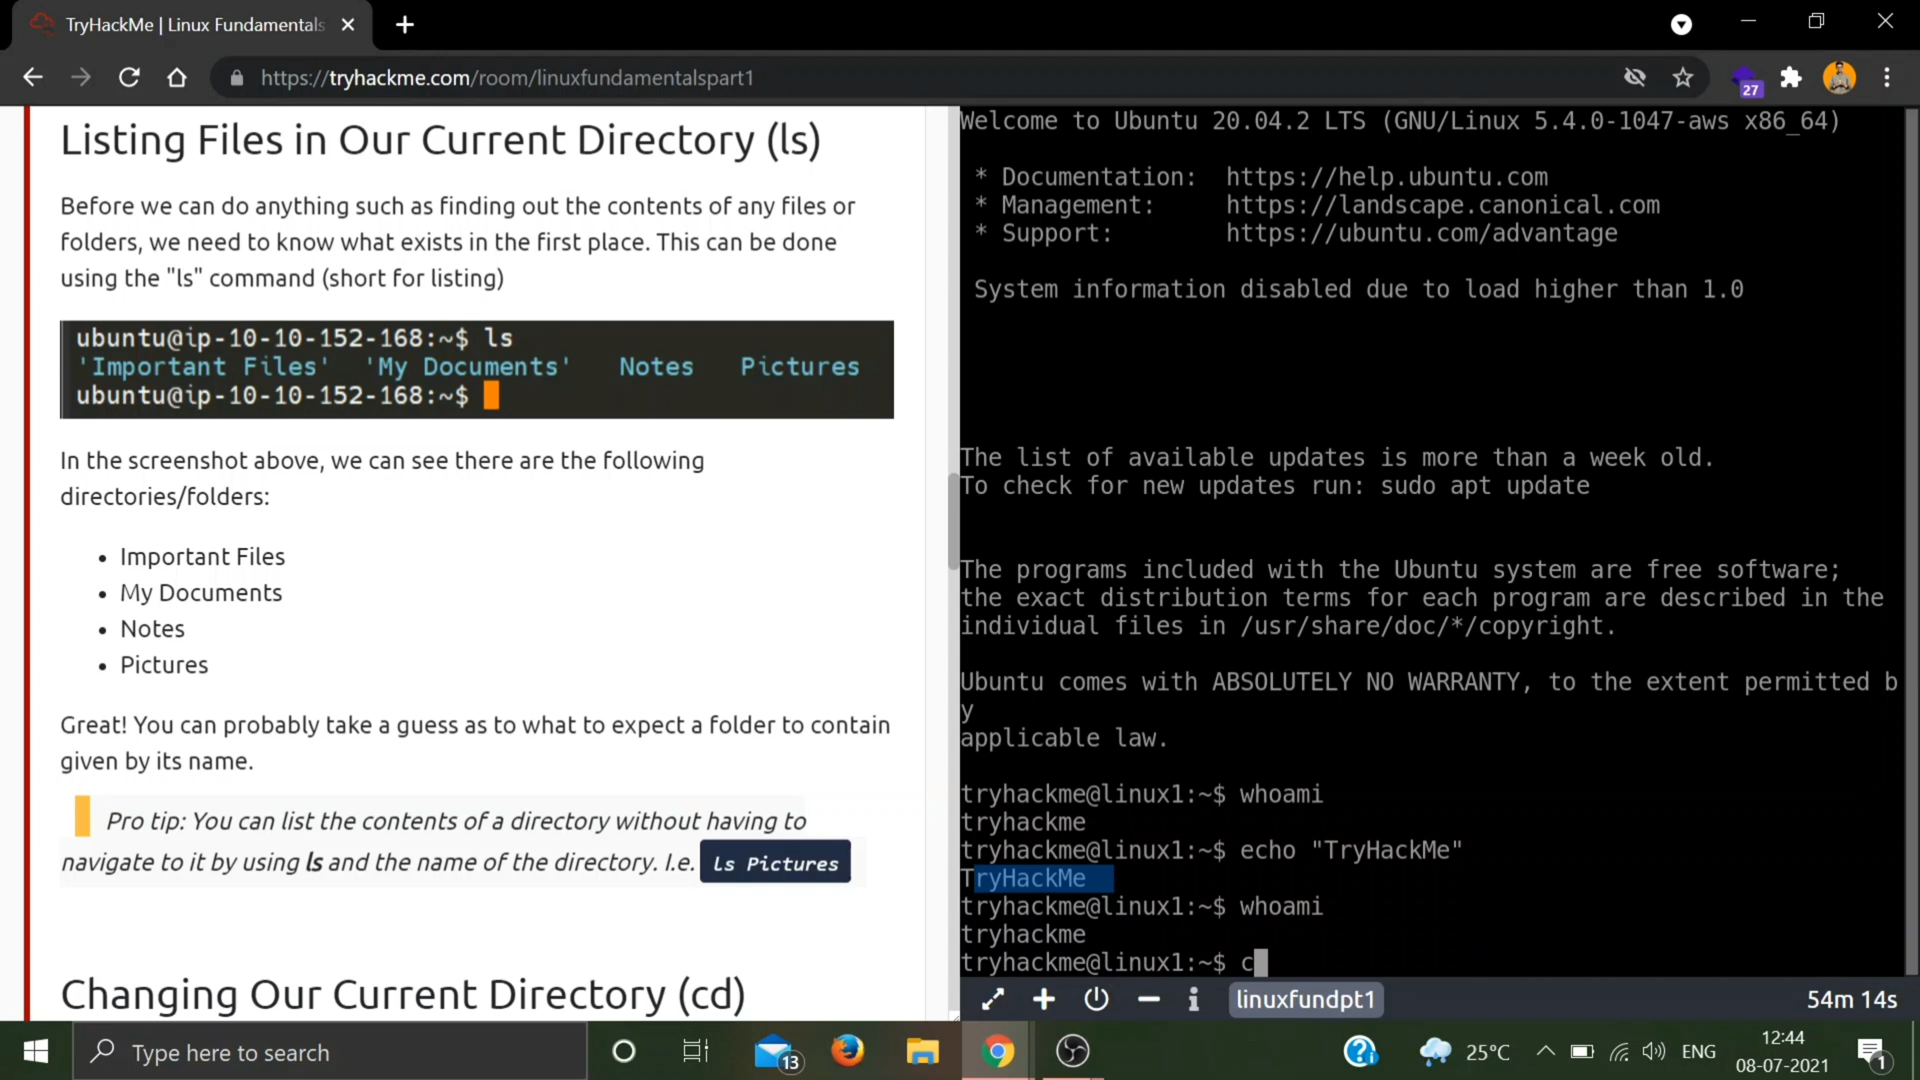 TryHackMe | Linux Fundamentals
https://tryhackme.com/room/linuxfundamentalspart1
27
Listing Files in Our Current Directory (ls)
Before we can do anything such as finding out the contents of any files or
folders, we need to know what exists in the first place. This can be done
using the "ls" command (short for listing)
ubuntu@ip-10-10-152-168:~$ ls
'Important Files' 'My Documents' Notes Pictures
ubuntu@ip-10-10-152-168:~$
In the screenshot above, we can see there are the following
directories/folders:
• Important Files
• My Documents
• Notes
• Pictures
Great! You can probably take a guess as to what to expect a folder to contain
given by its name.
Pro tip: You can list the contents of a directory without having to
navigate to it by using ls and the name of the directory. I.e. ls Pictures
Changing Our Current Directory (cd)
Welcome to Ubuntu 20.04.2 LTS (GNU/Linux 5.4.0-1047-aws x86_64)
* Documentation: https://help.ubuntu.com
* Management: https://landscape.canonical.com
* Support: https://ubuntu.com/advantage
System information disabled due to load higher than 1.0
The list of available updates is more than a week old.
To check for new updates run: sudo apt update
The programs included with the Ubuntu system are free software;
the exact distribution terms for each program are described in the
individual files in /usr/share/doc/*/copyright.
Ubuntu comes with ABSOLUTELY NO WARRANTY, to the extent permitted b
y
applicable law.
tryhackme@linux1:~$ whoami
tryhackme
tryhackme@linux1:~$ echo "TryHackMe"
TryHackMe
tryhackme@linux1:~$ whoami
tryhackme
tryhackme@linux1:~$ c
linuxfundpt1
54m 14s
Type here to search
13
25°C
ENG
12:44
08-07-2021
1